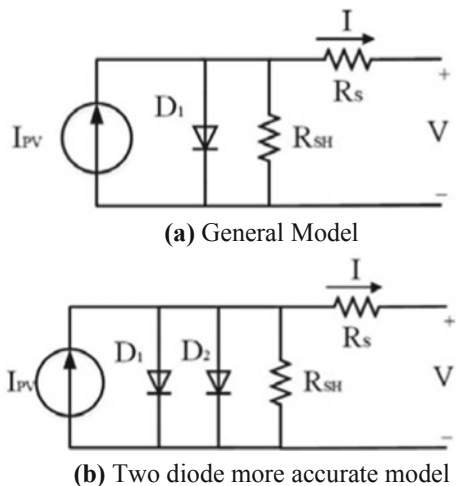 I
Rs
+
D1
IPV
RSH
V
−
(a) General Model
I
Rs
+
D1
D2
IPV
RSH
V
−
(b) Two diode more accurate model